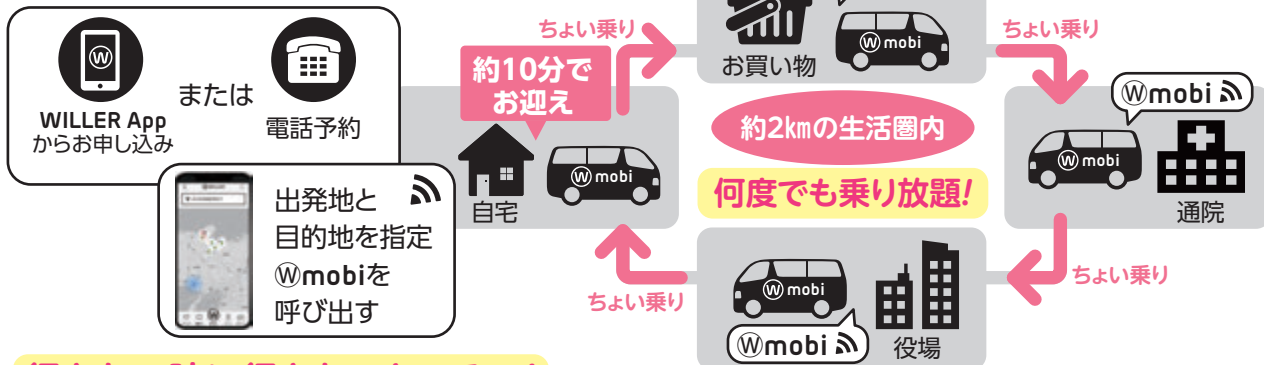 WILLER App
からお申し込み
または
電話予約
出発地と
目的地を指定
Ⓦmobiを
呼び出す
約10分で
お迎え
自宅
Ⓦ mobi
ちょい乗り
お買い物
Ⓦ mobi
ちょい乗り
約2㎞の生活圏内
何度でも乗り放題!
Ⓦmobi
Ⓦ mobi
通院
ちょい乗り
Ⓦ mobi
Ⓦmobi
役場
ちょい乗り